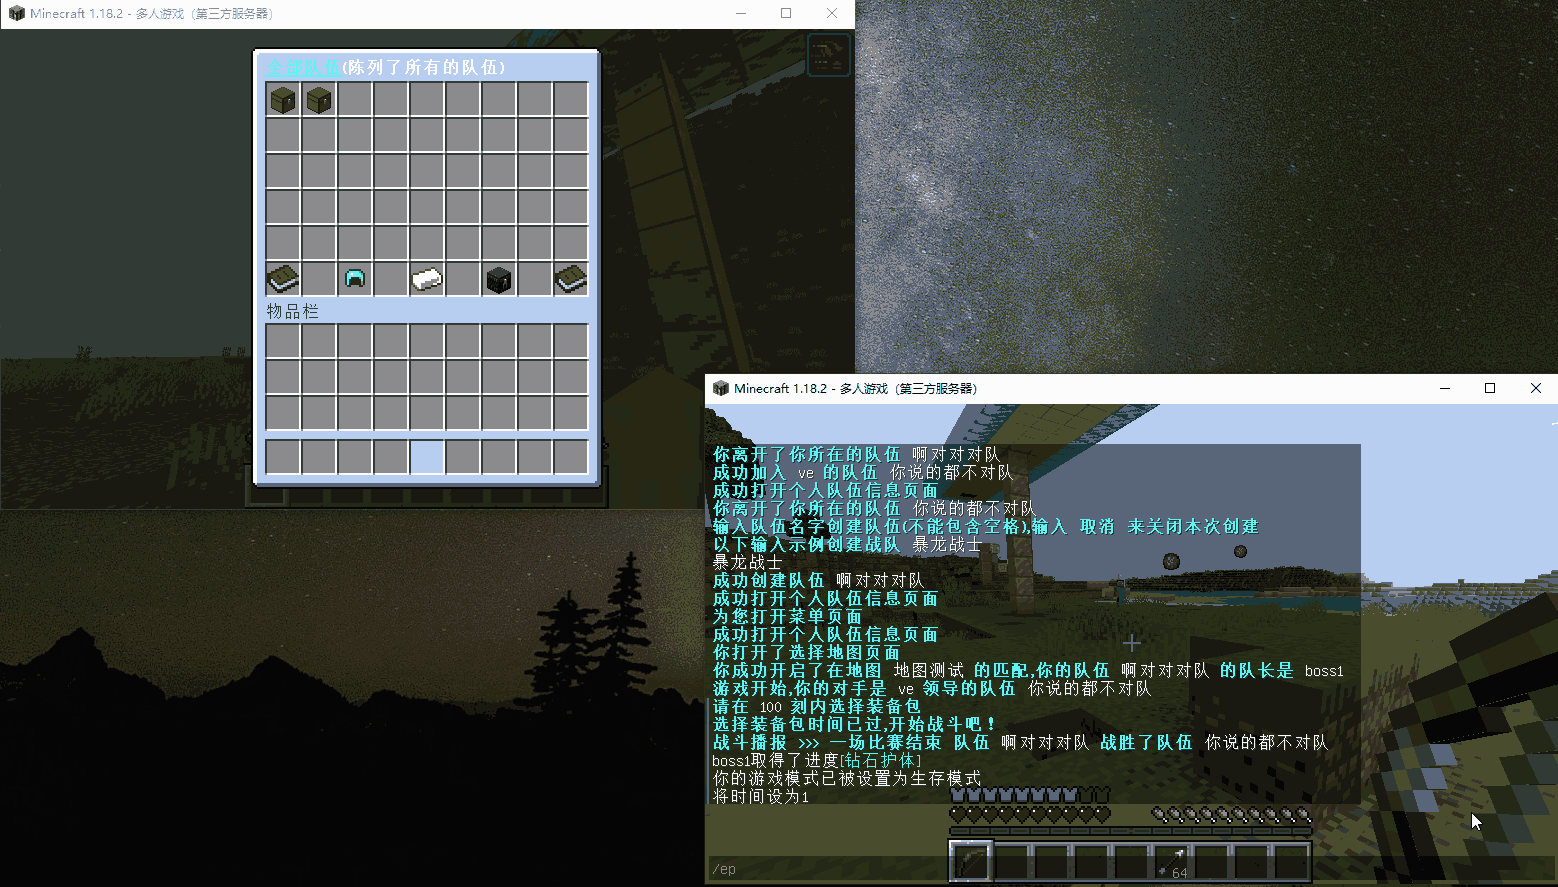 Minecraft 1.18.2 - 多人游戏（第三方服务器）
全部队伍(陈列了所有的队伍)
物品栏
Minecraft 1.18.2 - 多人游戏（第三方服务器）
你离开了你所在的队伍 啊对对对队
成功加入 ve 的队伍 你说的都不对队
成功打开个人队伍信息页面
你离开了你所在的队伍 你说的都不对队
输入队伍名字创建队伍(不能包含空格),输入 取消 来关闭本次创建
以下输入示例创建战队 暴龙战士
暴龙战士
成功创建队伍 啊对对对队
成功打开个人队伍信息页面
为您打开菜单页面
成功打开个人队伍信息页面
你打开了选择地图页面
你成功开启了在地图 地图测试 的匹配,你的队伍 啊对对对队 的队长是 boss1
游戏开始,你的对手是 ve 领导的队伍 你说的都不对队
请在 100 刻内选择装备包
选择装备包时间已过,开始战斗吧！
战斗播报 >>> 一场比赛结束 队伍 啊对对对队 战胜了队伍 你说的都不对队
boss1取得了进度[钻石护体]
你的游戏模式已被设置为生存模式
将时间设为1
64
/ep